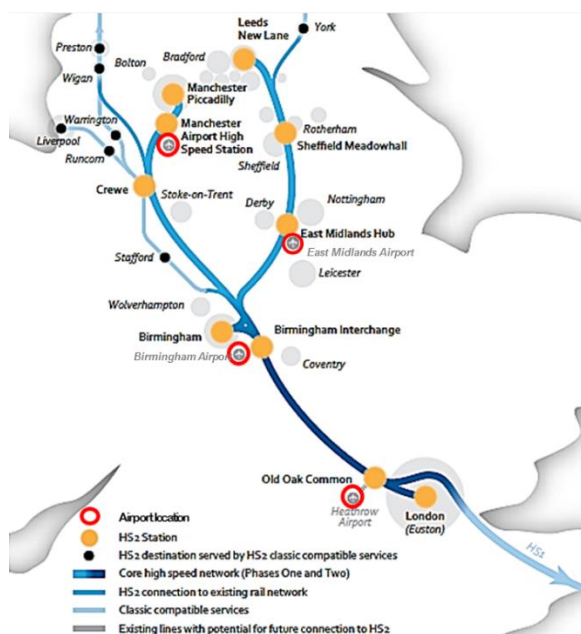 Leeds
New Lane
York
Bradford
Preston
Bolton
Wigan
Manchester
Piccadilly
Warrington
Manchester
Airport High
Speed Station
Rotherham
Sheffield Meadowhall
Liverpool
Runcorn
Sheffield
Crewe
Stoke-on-Trent
Derby
Nottingham
East Midlands Hub
East Midlands Airport
Stafford
Leicester
Wolverhampton
Birmingham
Birmingham Interchange
Birmingham Airport
Coventry
Old Oak Common
Heathrow
Airport
London
(Euston)
HS1
Airport location
HS2 Station
HS2 destination served by HS2 classic compatible services
Core high speed network (Phases One and Two)
HS2 connection to existing rail network
Classic compatible services
Existing lines with potential for future connection to HS2